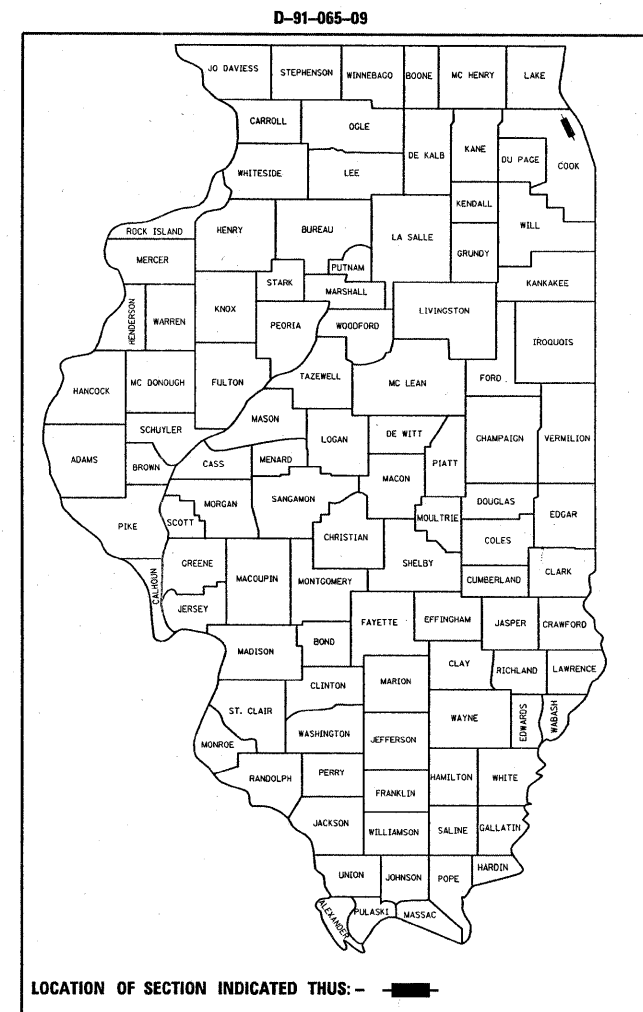 D-91-065-09
JO DAVIESS
STEPHENSON
WINNEBAGO
BOONE
MC HENRY
LAKE
CARROLL
OGLE
DE KALB
KANE
DU PAGE
COOK
WHITESIDE
LEE
KENDALL
WILL
ROCK ISLAND
HENRY
BUREAU
LA SALLE
GRUNDY
MERCER
PUTNAM
STARK
MARSHALL
KANKAKEE
HENDERSON
WARREN
KNOX
PEORIA
WOODFORD
LIVINGSTON
IROQUOIS
HANCOCK
MC DONOUGH
FULTON
TAZEWELL
MC LEAN
FORD
SCHUYLER
MASON
LOGAN
DE WITT
CHAMPAIGN
VERMILION
ADAMS
BROWN
CASS
MENARD
MACON
PIATT
PIKE
SCOTT
MORGAN
SANGAMON
CHRISTIAN
MOULTRIE
DOUGLAS
EDGAR
COLES
CALHOUN
GREENE
MACOUPIN
MONTGOMERY
SHELBY
CUMBERLAND
CLARK
JERSEY
FAYETTE
EFFINGHAM
JASPER
CRAWFORD
MADISON
BOND
CLAY
RICHLAND
LAWRENCE
CLINTON
MARION
ST. CLAIR
WAYNE
EDWARDS
WABASH
MONROE
WASHINGTON
JEFFERSON
RANDOLPH
PERRY
HAMILTON
WHITE
FRANKLIN
JACKSON
WILLIAMSON
SALINE
GALLATIN
UNION
JOHNSON
POPE
HARDIN
ALEXANDER
PULASKI
MASSAC
LOCATION OF SECTION INDICATED THUS: -